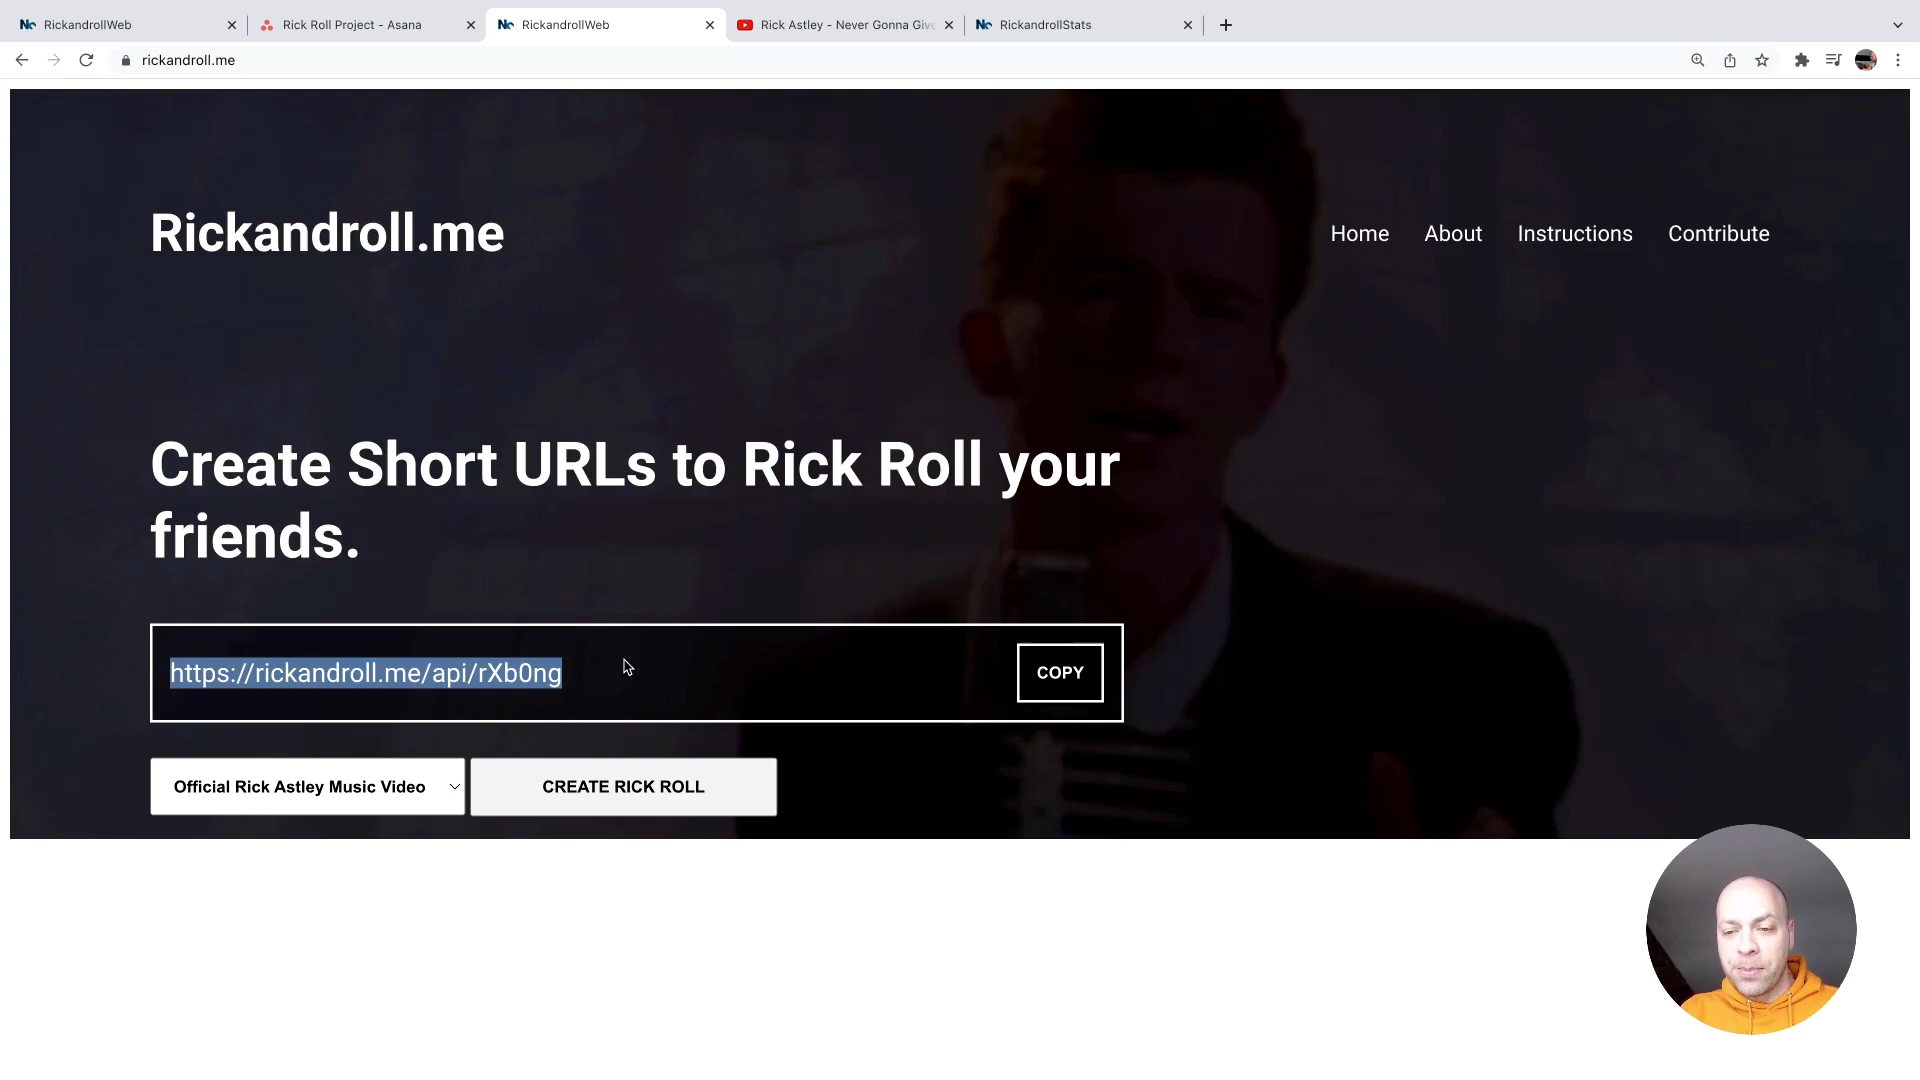 RickandrollWeb
Rick Roll Project - Asana
RickandrollWeb
Rick Astley - Never Gonna Give
RickandrollStats
rickandroll.me
Rickandroll.me
Home
About
Instructions
Contribute
Create Short URLs to Rick Roll your
friends.
https://rickandroll.me/api/rXb0ng
COPY
Official Rick Astley Music Video
CREATE RICK ROLL